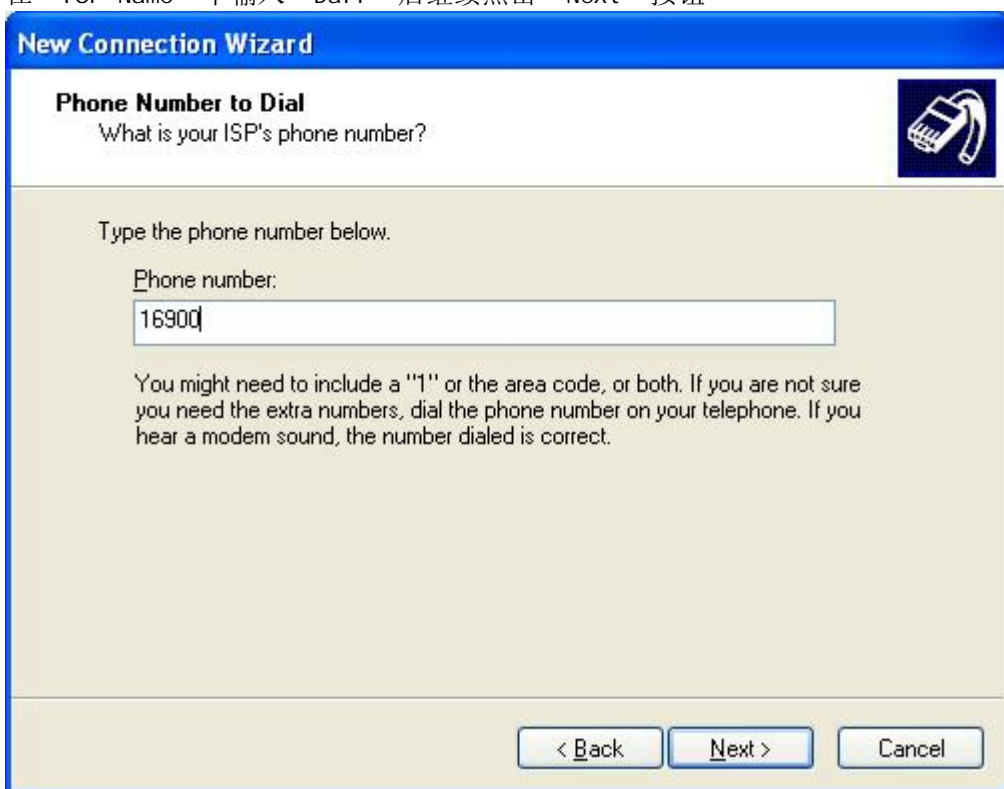 New Connection Wizard
Phone Number to Dial
What is your ISP's phone number?
Type the phone number below.
Phone number:
16900
You might need to include a "1" or the area code, or both. If you are not sure
you need the extra numbers, dial the phone number on your telephone. If you
hear a modem sound, the number dialed is correct.
< Back
Next >
Cancel